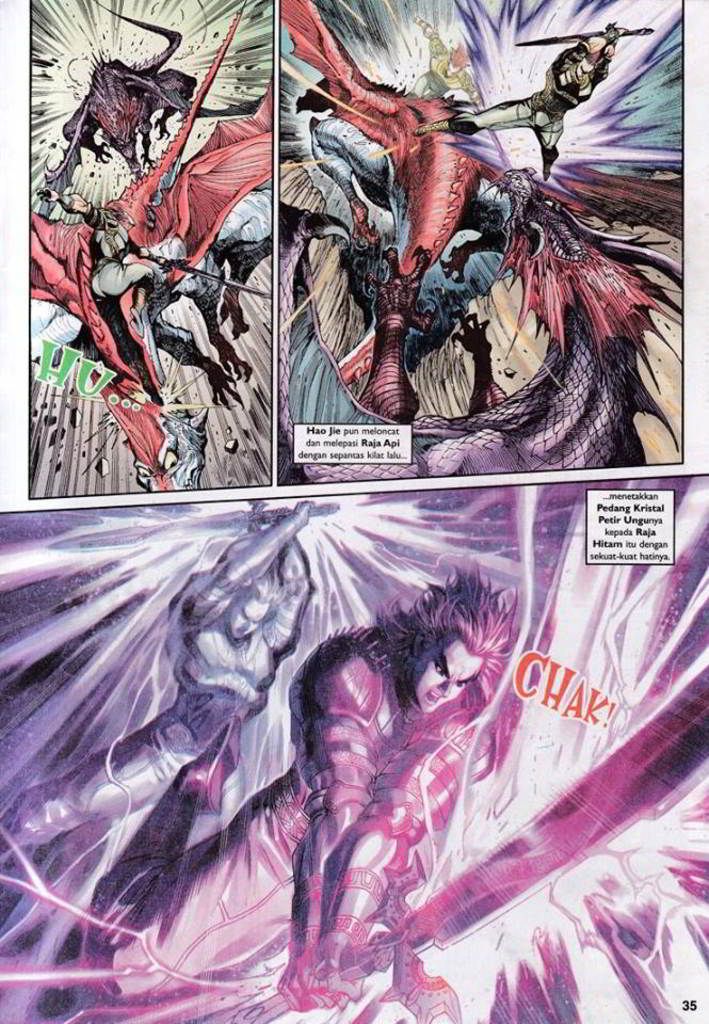 HU...
Hao Jie pun meloncat
dan melepasi Raja Api
dengan sepantas kilat lalu...
...menetakkan
Pedang Kristal
Petir Ungunya
kepada Raja
Hitam itu dengan
sekuat-kuat hatinya.
CHAK!
35